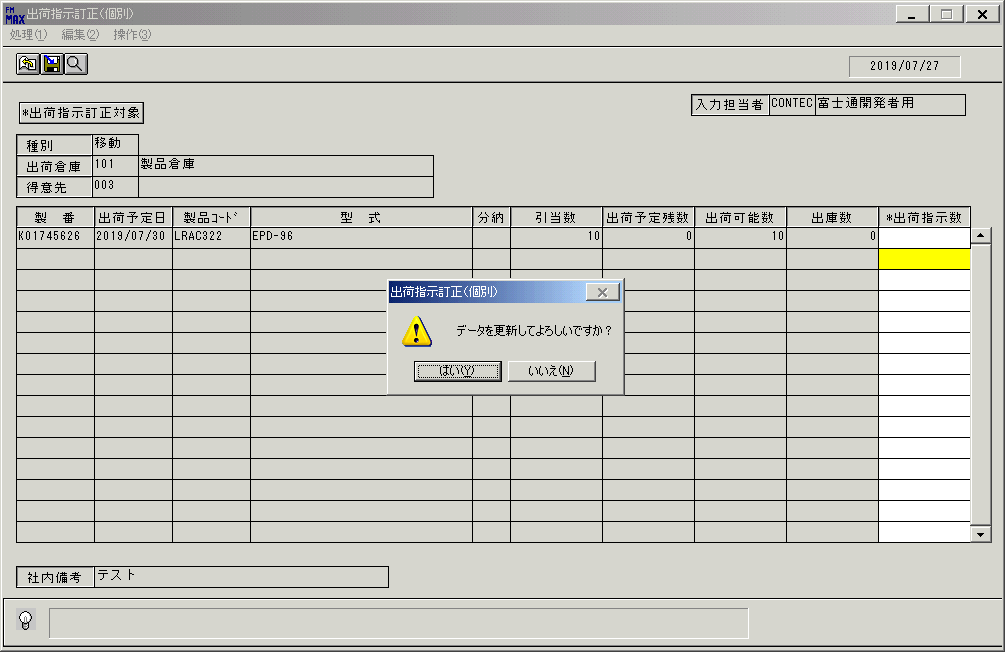 FM MAX 出荷指示訂正(個別)
処理(1) 編集(2) 操作(3)
2019/07/27
*出荷指示訂正対象
入力担当者 CONTEC 富士通開発者用
種別 移動
出荷倉庫 101 製品倉庫
得意先 003
製 番 出荷予定日 製品コード 型 式 分納 引当数 出荷予定残数 出荷可能数 出庫数 *出荷指示数
K01745626 2019/07/30 LRAC322 EPD-96 10 0 10 0
出荷指示訂正(個別)
データを更新してよろしいですか?
はい(Y) いいえ(N)
社内備考 テスト